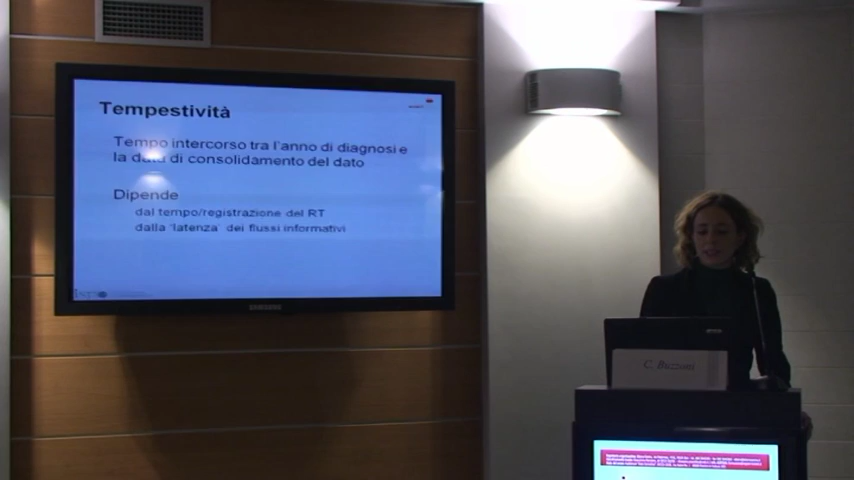 Tempestività
Tempo intercorso tra l'anno di diagnosi e
la data di consolidamento del dato
Dipende
dal tempo/registrazione del RT
dalla 'latenza' dei flussi informativi
SAMSUNG
C. Buzzoni